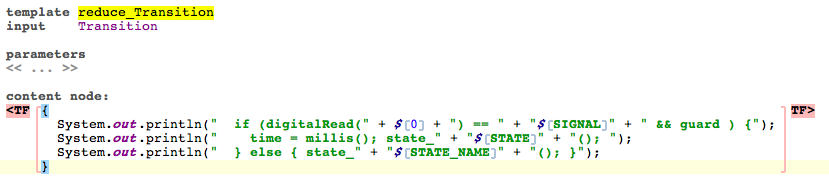 template reduce_Transition
input    Transition

parameters
<< ... >>

content node:
<TF [ {                                                                    TF>
       System.out.println("  if (digitalRead(" + $[0] + ") == " + "$[SIGNAL]" + " && guard ) {");
       System.out.println("    time = millis(); state_" + "$[STATE]" + "(); ");
       System.out.println("  } else { state_" + "$[STATE_NAME]" + "(); }");
     } ]